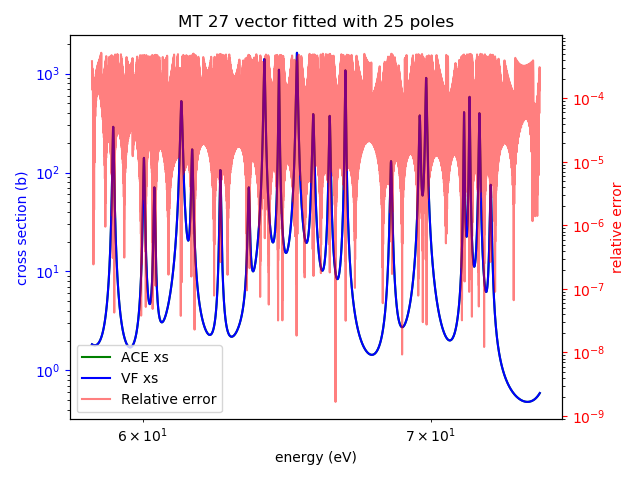 MT 27 vector fitted with 25 poles
cross section (b)
10³
10²
10¹
10⁰
10⁻⁴
10⁻⁵
10⁻⁶
10⁻⁷
10⁻⁸
10⁻⁹
relative error
ACE xs
VF xs
Relative error
6 × 10¹
7 × 10¹
energy (eV)